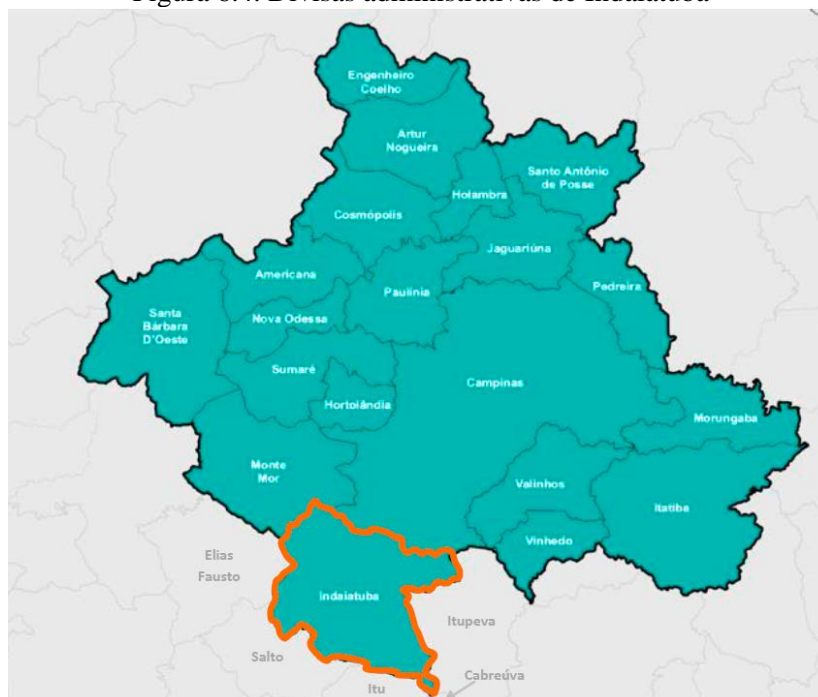 Figura 6.4: Divisas administrativas de Indaiatuba
Engenheiro
Coelho
Artur
Nogueira
Santo Antônio
de Posse
Holambra
Cosmópolis
Jaguariúna
Americana
Paulínia
Pedreira
Santa
Bárbara
D'Oeste
Nova Odessa
Sumaré
Campinas
Hortolândia
Morungaba
Monte
Mor
Valinhos
Itatiba
Vinhedo
Elias
Fausto
Indaiatuba
Itupeva
Salto
Cabreúva
Itu